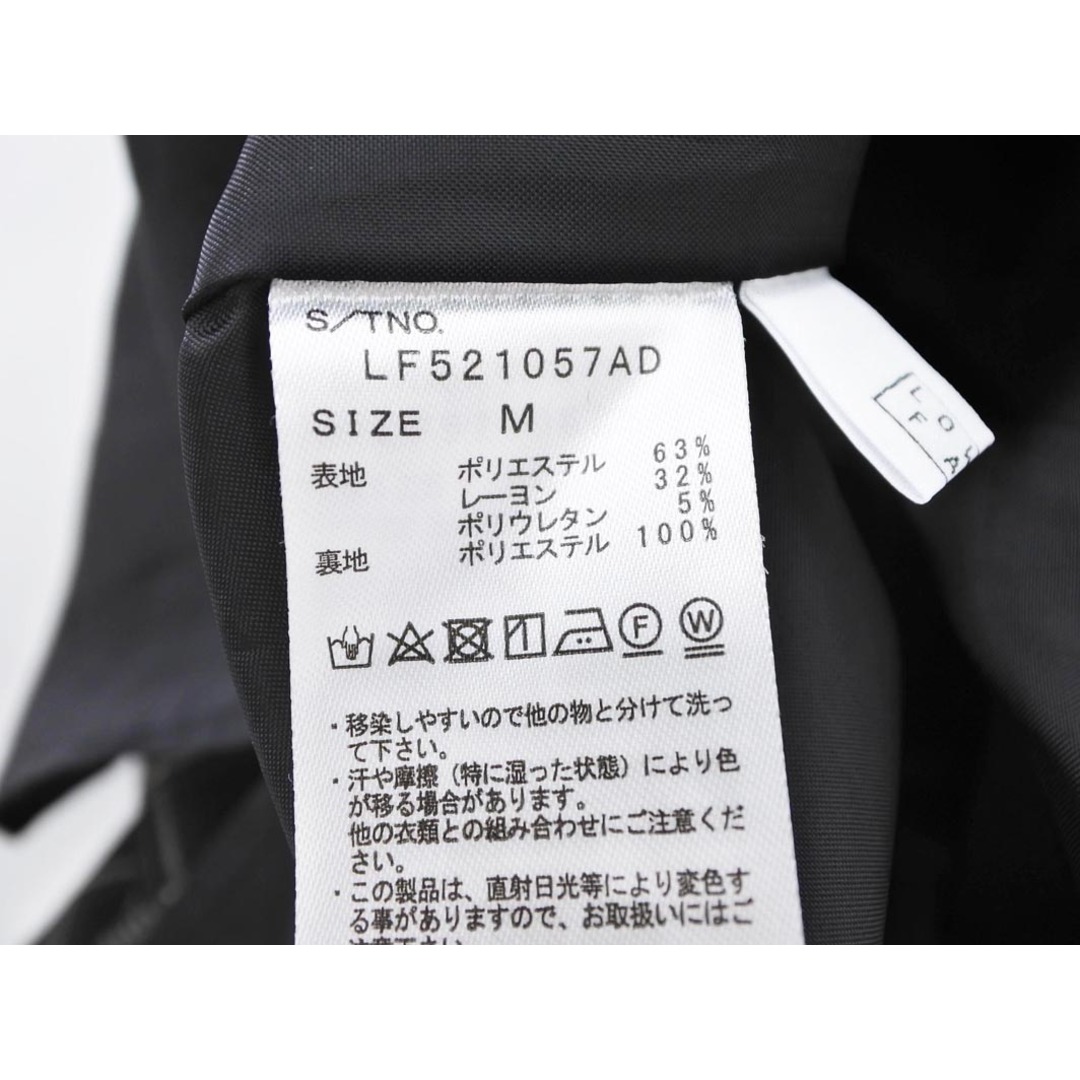 S/TNO.
LF521057AD
SIZE M
表地 ポリエステル 63%
レーヨン 32%
ポリウレタン 5%
裏地 ポリエステル 100%
F W
・移染しやすいので他の物と分けて洗っ
て下さい。
・汗や摩擦（特に湿った状態）により色
が移る場合があります。
他の衣類との組み合わせにご注意くだ
さい。
・この製品は、直射日光等により変色す
る事がありますので、お取扱いにはご
注意下さい
L O
F
A